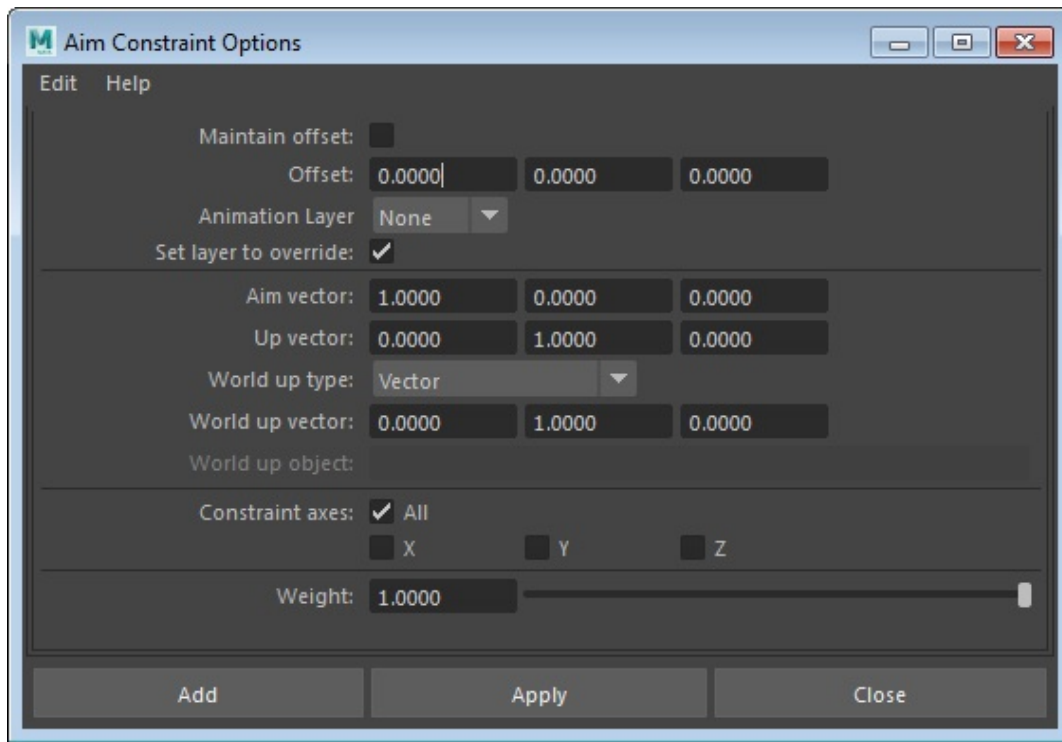 Aim Constraint Options
Edit Help
Maintain offset:
Offset: 0.0000 0.0000 0.0000
Animation Layer None
Set layer to override:
Aim vector: 1.0000 0.0000 0.0000
Up vector: 0.0000 1.0000 0.0000
World up type: Vector
World up vector: 0.0000 1.0000 0.0000
World up object:
Constraint axes: All
X Y Z
Weight: 1.0000
Add Apply Close